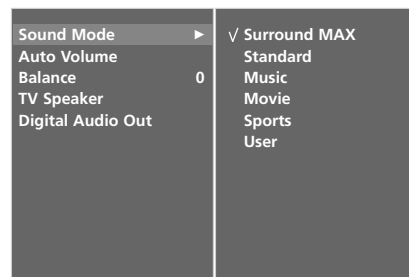 Sound Mode ►
Auto Volume
Balance 0
TV Speaker
Digital Audio Out
√ Surround MAX
Standard
Music
Movie
Sports
User